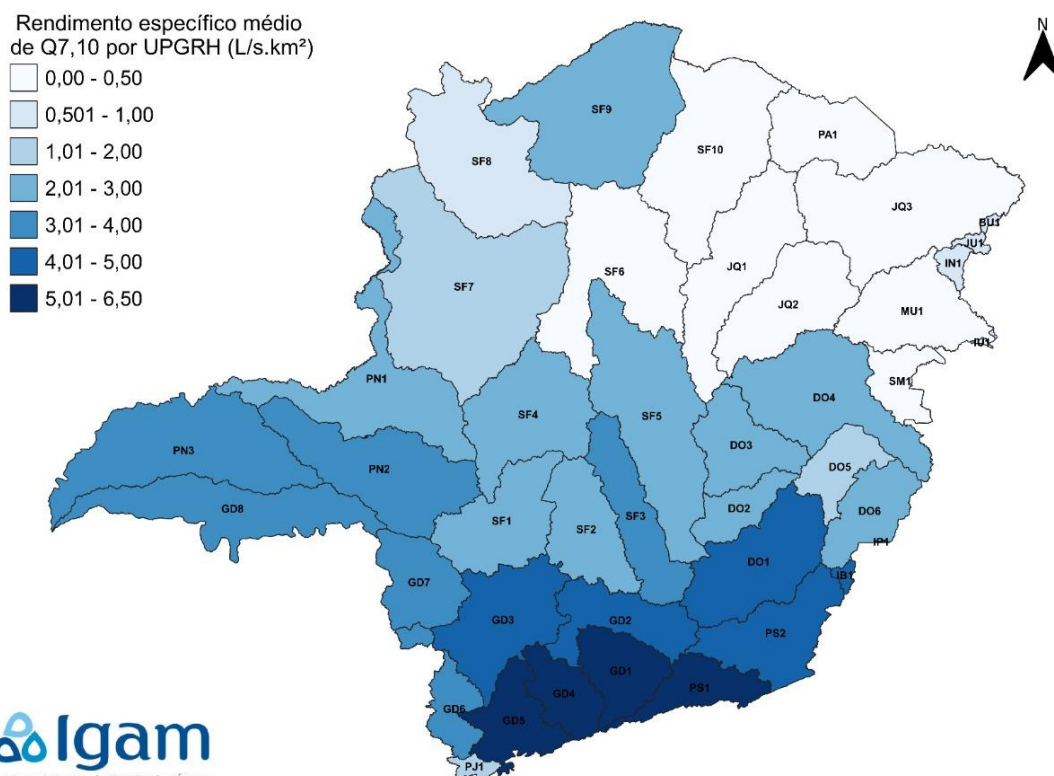 Rendimento específico médio
de Q7,10 por UPGRH (L/s.km²)
0,00 - 0,50
0,501 - 1,00
1,01 - 2,00
2,01 - 3,00
3,01 - 4,00
4,01 - 5,00
5,01 - 6,50
N
SF9
SF10
PA1
SF8
JQ3
BU1
JU1
IN1
SF7
SF6
JQ1
JQ2
MU1
IU1
SM1
PN1
SF4
SF5
DO4
DO3
PN3
PN2
DO5
GD8
SF1
SF2
SF3
DO2
DO6
IP1
DO1
IB1
GD7
GD3
GD2
PS2
GD1
PS1
GD4
GD6
GD5
PJ1
Igam